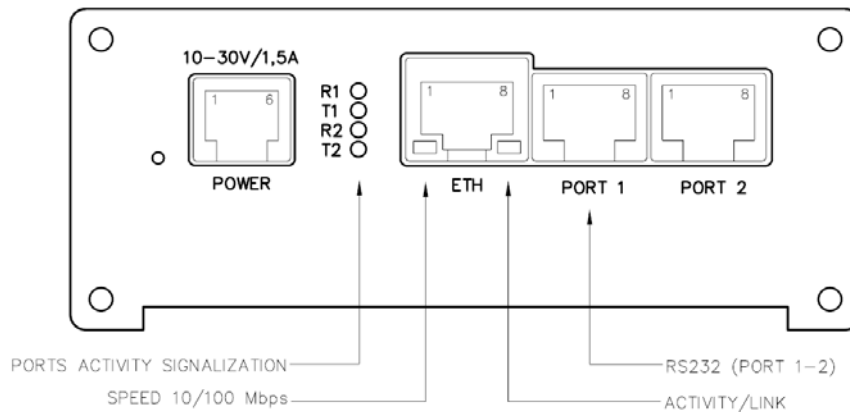 10-30V/1,5A
1 6
POWER
R1
T1
R2
T2
1 8
ETH
1 8
PORT 1
1 8
PORT 2
PORTS ACTIVITY SIGNALIZATION
SPEED 10/100 Mbps
RS232 (PORT 1-2)
ACTIVITY/LINK